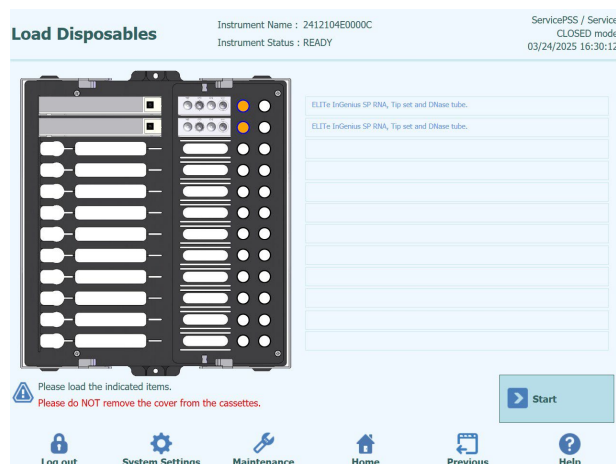 Load Disposables
Instrument Name : 2412104E0000C
Instrument Status : READY
ServicePSS / Service
CLOSED mode
03/24/2025 16:30:12
ELITe InGenius SP RNA, Tip set and DNase tube.
ELITe InGenius SP RNA, Tip set and DNase tube.
Please load the indicated items.
Please do NOT remove the cover from the cassettes.
Start
Log out
System Settings
Maintenance
Home
Previous
Help